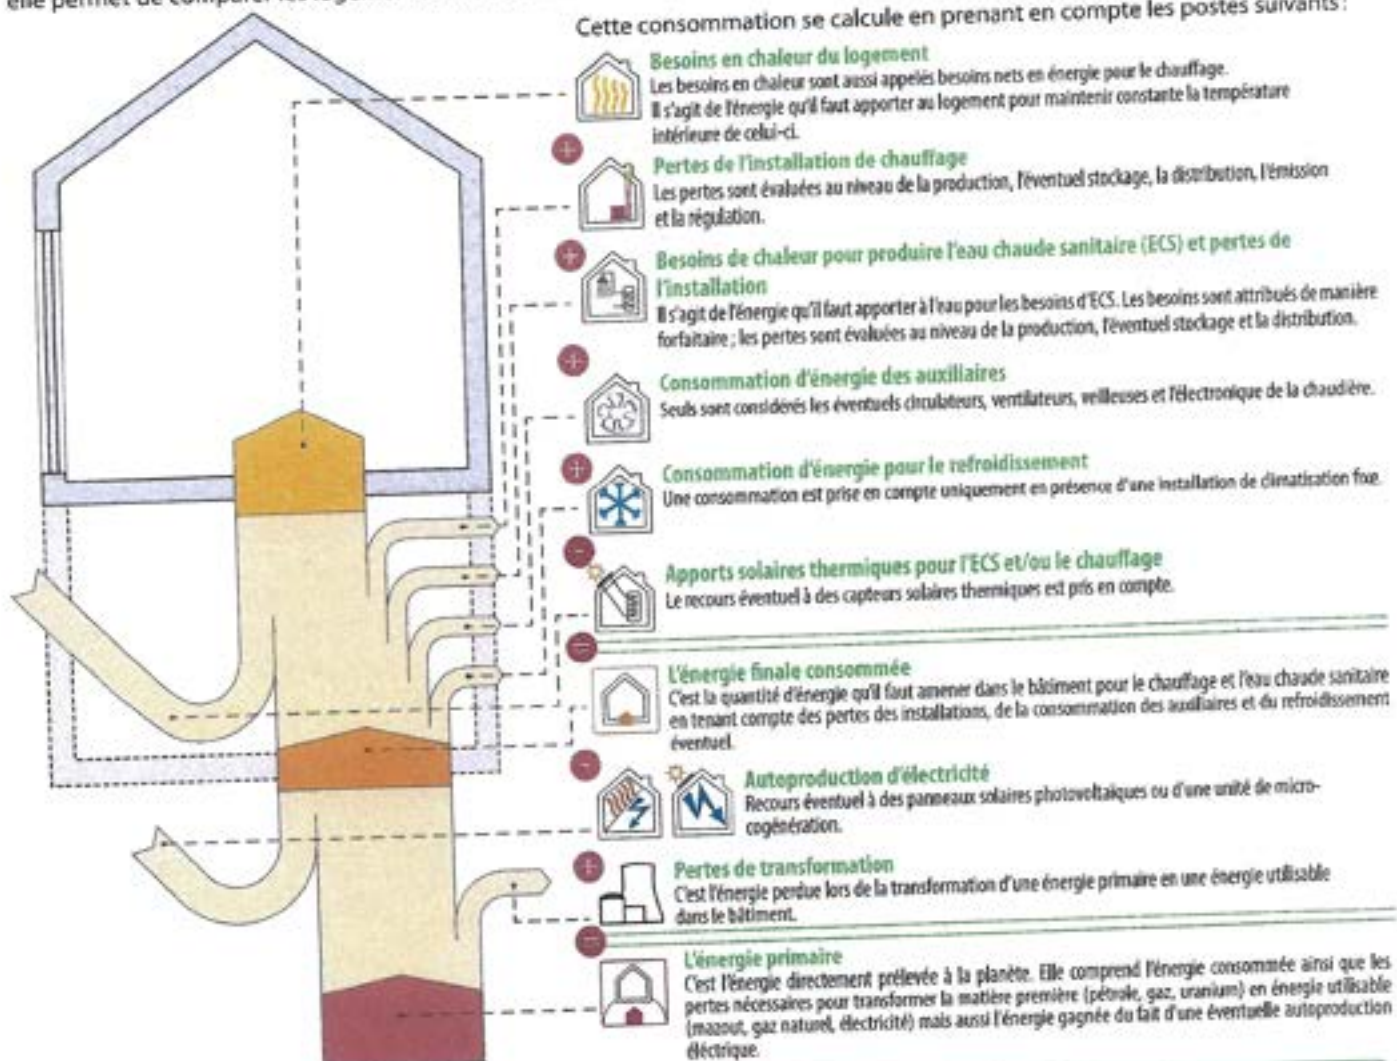 elle permet de comparer les
Cette consommation se calcule en prenant en compte les postes suivants :
Besoins en chaleur du logement
Les besoins en chaleur sont aussi appelés besoins nets en énergie pour le chauffage.
Il s'agit de l'énergie qu'il faut apporter au logement pour maintenir constante la température
intérieure de celui-ci.
+
Pertes de l'installation de chauffage
Les pertes sont évaluées au niveau de la production, l'éventuel stockage, la distribution, l'émission
et la régulation.
+
Besoins de chaleur pour produire l'eau chaude sanitaire (ECS) et pertes de
l'installation
Il s'agit de l'énergie qu'il faut apporter à l'eau pour les besoins d'ECS. Les besoins sont attribués de manière
forfaitaire ; les pertes sont évaluées au niveau de la production, l'éventuel stockage et la distribution.
+
Consommation d'énergie des auxiliaires
Seuls sont considérés les éventuels circulateurs, ventilateurs, veilleuses et l'électronique de la chaudière.
+
Consommation d'énergie pour le refroidissement
Une consommation est prise en compte uniquement en présence d'une installation de climatisation fixe.
-
Apports solaires thermiques pour l'ECS et/ou le chauffage
Le recours éventuel à des capteurs solaires thermiques est pris en compte.
=
L'énergie finale consommée
C'est la quantité d'énergie qu'il faut amener dans le bâtiment pour le chauffage et l'eau chaude sanitaire
en tenant compte des pertes des installations, de la consommation des auxiliaires et du refroidissement
éventuel.
-
Autoproduction d'électricité
Recours éventuel à des panneaux solaires photovoltaïques ou d'une unité de micro-
cogénération.
+
Pertes de transformation
C'est l'énergie perdue lors de la transformation d'une énergie primaire en une énergie utilisable
dans le bâtiment.
=
L'énergie primaire
C'est l'énergie directement prélevée à la planète. Elle comprend l'énergie consommée ainsi que les
pertes nécessaires pour transformer la matière première (pétrole, gaz, uranium) en énergie utilisable
(mazout, gaz naturel, électricité) mais aussi l'énergie gagnée du fait d'une éventuelle autoproduction
éléctrique.